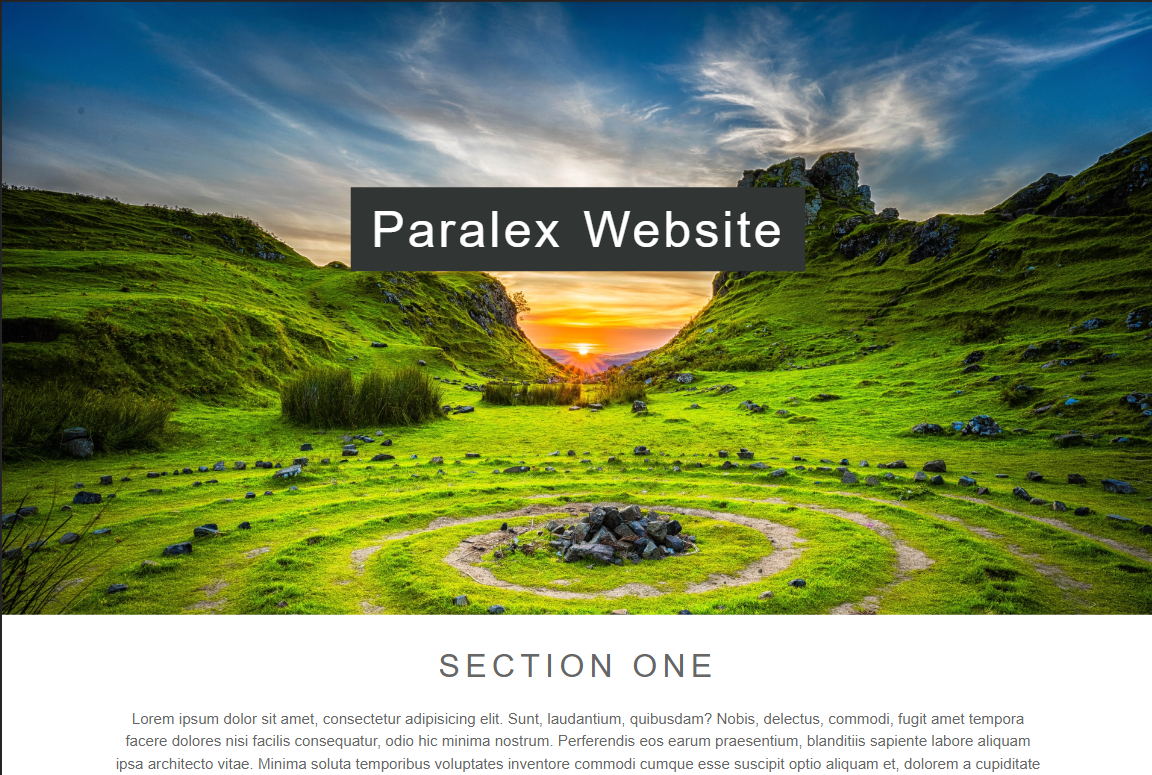 Paralex Website
SECTION ONE
Lorem ipsum dolor sit amet, consectetur adipisicing elit. Sunt, laudantium, quibusdam? Nobis, delectus, commodi, fugit amet tempora
facere dolores nisi facilis consequatur, odio hic minima nostrum. Perferendis eos earum praesentium, blanditiis sapiente labore aliquam
ipsa architecto vitae. Minima soluta temporibus voluptates inventore commodi cumque esse suscipit optio aliquam et, dolorem a cupiditate